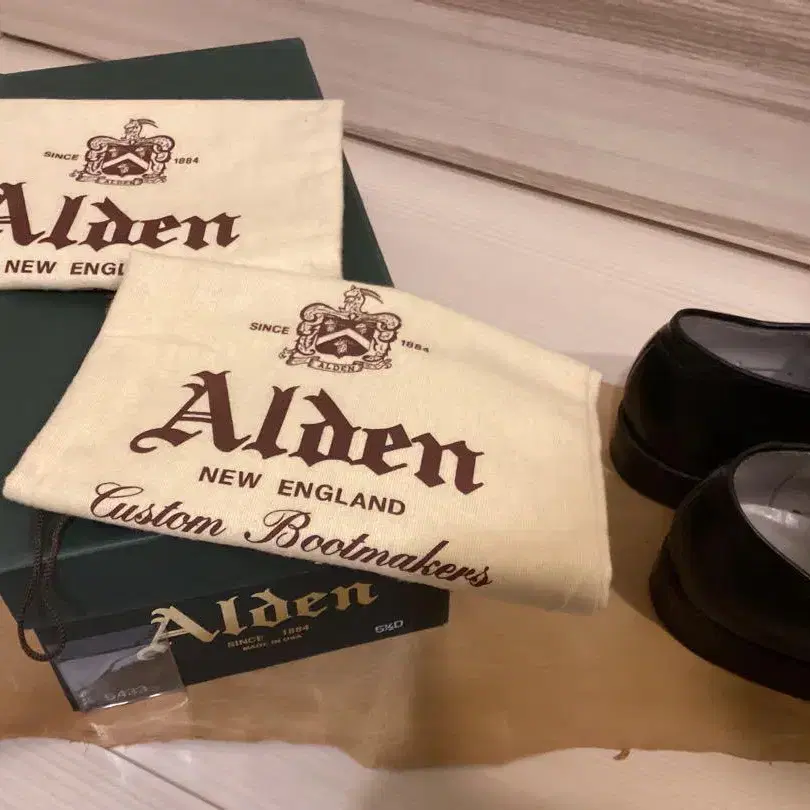 SINCE 1884
ALDEN
Alden
NEW ENGL
SINCE 1884
ALDEN
Alden
NEW ENGLAND
Custom Bootmakers
Alden
SINCE 1884
MADE IN USA
6½D
5433